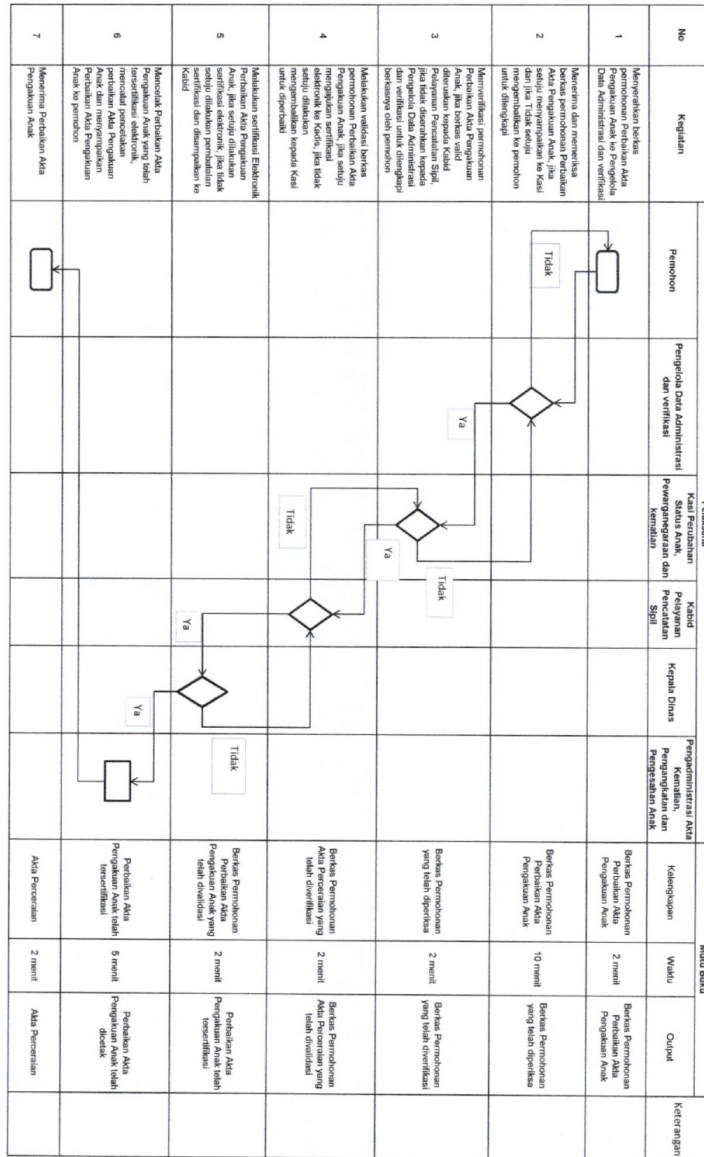 Pelaksana
Mutu Buku
No
Kegiatan
Pemohon
Pengelola Data Administrasi
dan verifikasi
Kasi Perubahan
Status Anak,
Pewarganegaraan dan
kematian
Kabid
Pelayanan
Pencatatan
Sipil
Kepala Dinas
Pengadministrasi Akta
Kematian,
Pengangkatan dan
Pengesahan Anak
Kelengkapan
Waktu
Output
Keterangan
1
Menyerahkan berkas
permohonan Perbaikan Akta
Pengakuan Anak ke Pengelola
Data Administrasi dan verifikasi
Berkas Permohonan
Perbaikan Akta
Pengakuan Anak
2 menit
Berkas Permohonan
Perbaikan Akta
Pengakuan Anak
2
Menerima dan memeriksa
berkas permohonan Perbaikan
Akta Pengakuan Anak, jika
setuju menyampaikan ke Kasi
dan jika Tidak setuju
mengembalikan ke pemohon
untuk dilengkapi
Tidak
Ya
Berkas Permohonan
Perbaikan Akta
Pengakuan Anak
10 menit
Berkas Permohonan
yang telah diperiksa
3
Memverifikasi permohonan
Perbaikan Akta Pengakuan
Anak, jika berkas valid
diteruskan kepada Kabid
Pelayanan Pencatatan Sipil,
jika tidak diserahkan kepada
Pengelola Data Administrasi
dan verifikasi untuk dilengkapi
berkasnya oleh pemohon
Tidak
Ya
Berkas Permohonan
yang telah diperiksa
2 menit
Berkas Permohonan
yang telah diverifikasi
4
Melakukan validasi berkas
permohonan Perbaikan Akta
Pengakuan Anak, jika setuju
mengajukan sertifikasi
elektronik ke Kadis, jika tidak
setuju dilakukan
mengembalikan kepada Kasi
untuk diperbaiki
Tidak
Ya
Berkas Permohonan
Akta Perceraian yang
telah diverifikasi
2 menit
Berkas Permohonan
Akta Perceraian yang
telah divalidasi
5
Melakukan sertifikasi Elektronik
Perbaikan Akta Pengakuan
Anak, jika setuju dilakukan
sertifikasi elektronik, jika tidak
setuju dilakukan pembatalan
sertifikasi dan disampaikan ke
Kabid
Tidak
Ya
Berkas Permohonan
Perbaikan Akta
Pengakuan Anak yang
telah divalidasi
2 menit
Perbaikan Akta
Pengakuan Anak telah
tersertifikasi
6
Mencetak Perbaikan Akta
Pengakuan Anak yang telah
tersertifikasi elektronik,
mencatat pencetakan
perbaikan Akta Pengakuan
Anak dan menyampaikan
Perbaikan Akta Pengakuan
Anak ke pemohon
Perbaikan Akta
Pengakuan Anak telah
tersertifikasi
5 menit
Perbaikan Akta
Pengakuan Anak telah
dicetak
7
Menerima Perbaikan Akta
Pengakuan Anak
Akta Perceraian
2 menit
Akta Perceraian